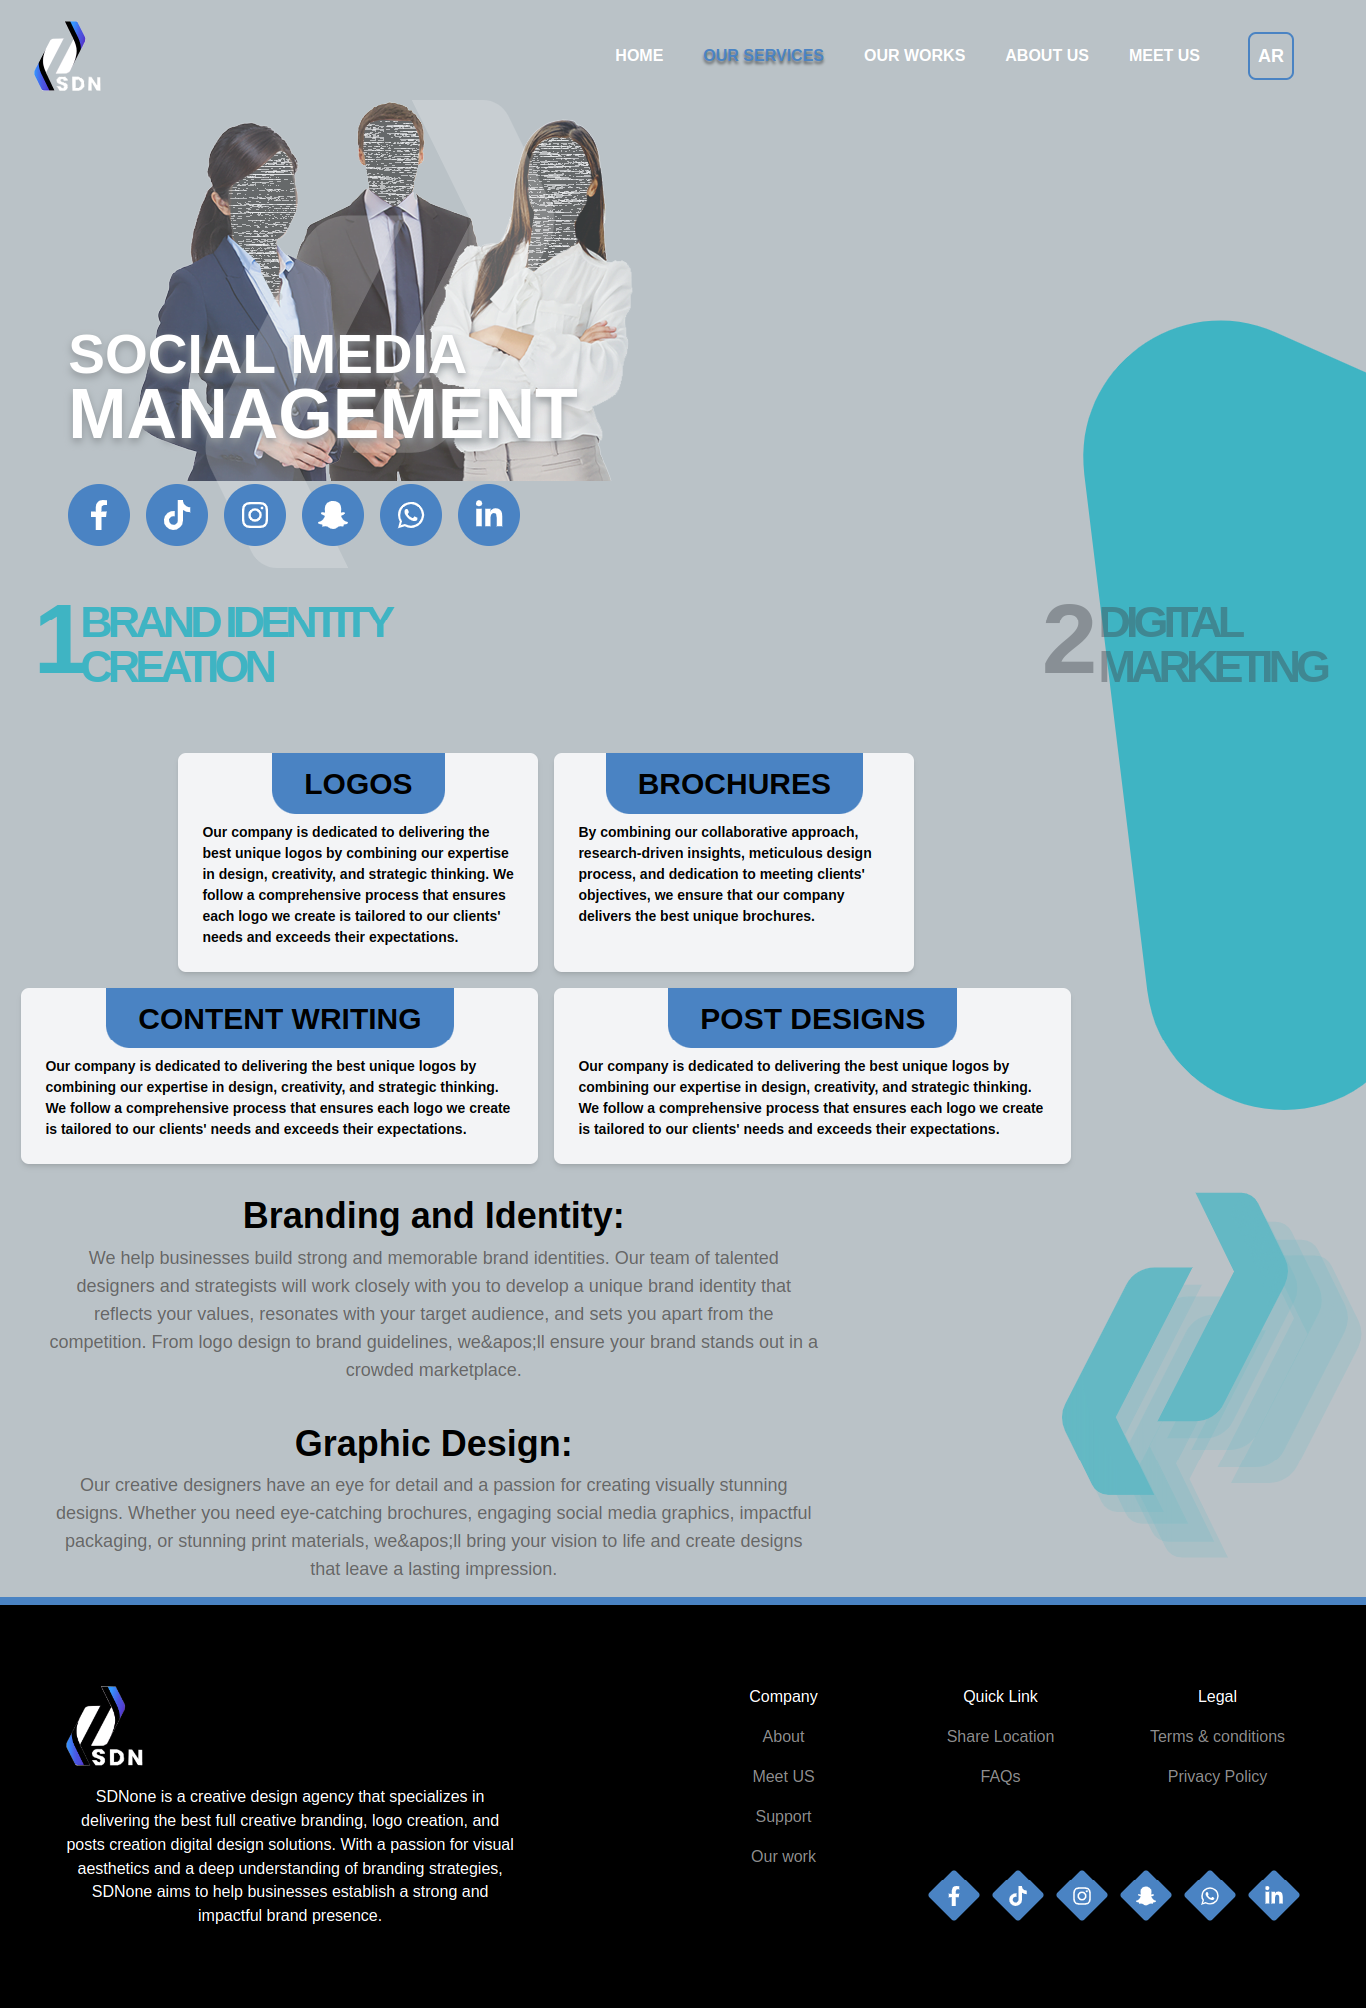 SDN
HOME OUR SERVICES OUR WORKS ABOUT US MEET US AR
SOCIAL MEDIA
MANAGEMENT
1 BRAND IDENTITY
CREATION
2 DIGITAL
MARKETING
LOGOS
Our company is dedicated to delivering the
best unique logos by combining our expertise
in design, creativity, and strategic thinking. We
follow a comprehensive process that ensures
each logo we create is tailored to our clients'
needs and exceeds their expectations.
BROCHURES
By combining our collaborative approach,
research-driven insights, meticulous design
process, and dedication to meeting clients'
objectives, we ensure that our company
delivers the best unique brochures.
CONTENT WRITING
Our company is dedicated to delivering the best unique logos by
combining our expertise in design, creativity, and strategic thinking.
We follow a comprehensive process that ensures each logo we create
is tailored to our clients' needs and exceeds their expectations.
POST DESIGNS
Our company is dedicated to delivering the best unique logos by
combining our expertise in design, creativity, and strategic thinking.
We follow a comprehensive process that ensures each logo we create
is tailored to our clients' needs and exceeds their expectations.
Branding and Identity:
We help businesses build strong and memorable brand identities. Our team of talented
designers and strategists will work closely with you to develop a unique brand identity that
reflects your values, resonates with your target audience, and sets you apart from the
competition. From logo design to brand guidelines, we&apos;ll ensure your brand stands out in a
crowded marketplace.
Graphic Design:
Our creative designers have an eye for detail and a passion for creating visually stunning
designs. Whether you need eye-catching brochures, engaging social media graphics, impactful
packaging, or stunning print materials, we&apos;ll bring your vision to life and create designs
that leave a lasting impression.
SDN
SDNone is a creative design agency that specializes in
delivering the best full creative branding, logo creation, and
posts creation digital design solutions. With a passion for visual
aesthetics and a deep understanding of branding strategies,
SDNone aims to help businesses establish a strong and
impactful brand presence.
Company
About
Meet US
Support
Our work
Quick Link
Share Location
FAQs
Legal
Terms & conditions
Privacy Policy